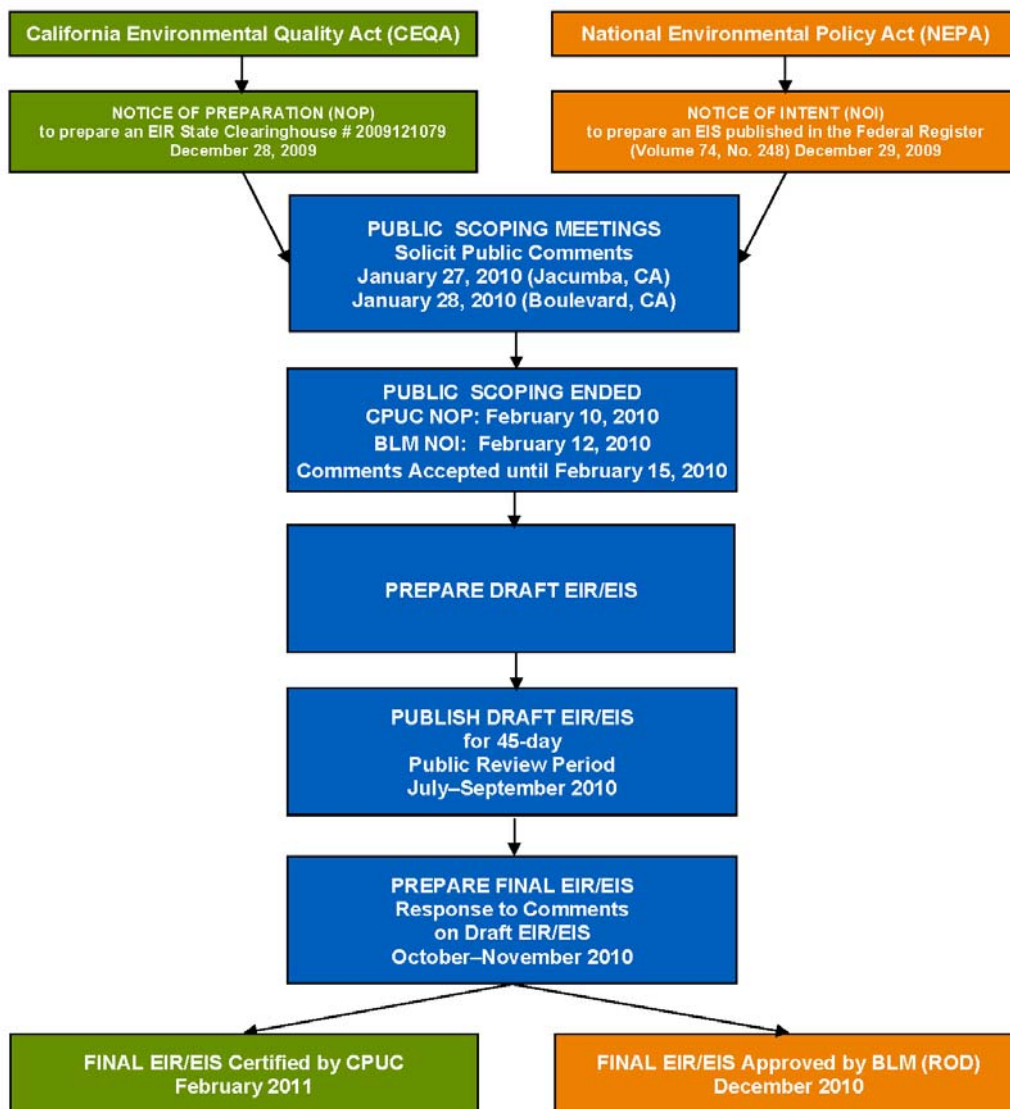 California Environmental Quality Act (CEQA)
National Environmental Policy Act (NEPA)
NOTICE OF PREPARATION (NOP)
to prepare an EIR State Clearinghouse # 2009121079
December 28, 2009
NOTICE OF INTENT (NOI)
to prepare an EIS published in the Federal Register
(Volume 74, No. 248) December 29, 2009
PUBLIC SCOPING MEETINGS
Solicit Public Comments
January 27, 2010 (Jacumba, CA)
January 28, 2010 (Boulevard, CA)
PUBLIC SCOPING ENDED
CPUC NOP: February 10, 2010
BLM NOI: February 12, 2010
Comments Accepted until February 15, 2010
PREPARE DRAFT EIR/EIS
PUBLISH DRAFT EIR/EIS
for 45-day
Public Review Period
July–September 2010
PREPARE FINAL EIR/EIS
Response to Comments
on Draft EIR/EIS
October–November 2010
FINAL EIR/EIS Certified by CPUC
February 2011
FINAL EIR/EIS Approved by BLM (ROD)
December 2010